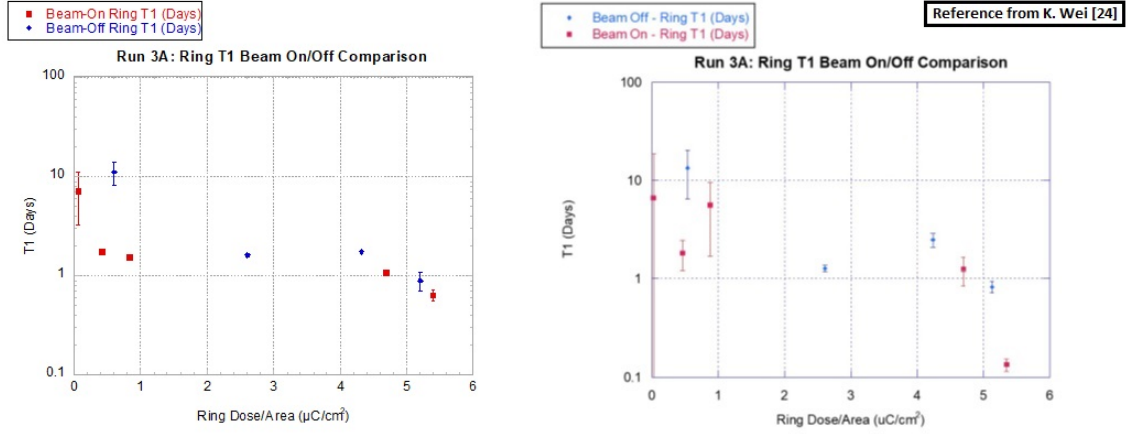 Beam-On Ring T1 (Days)
Beam-Off Ring T1 (Days)
Run 3A: Ring T1 Beam On/Off Comparison
100
10
1
0.1
T1 (Days)
0 1 2 3 4 5 6
Ring Dose/Area (µC/cm²)
Beam Off - Ring T1 (Days)
Beam On - Ring T1 (Days)
Reference from K. Wei [24]
Run 3A: Ring T1 Beam On/Off Comparison
100
10
1
0.1
T1 (Days)
0 1 2 3 4 5 6
Ring Dose/Area (uC/cm²)